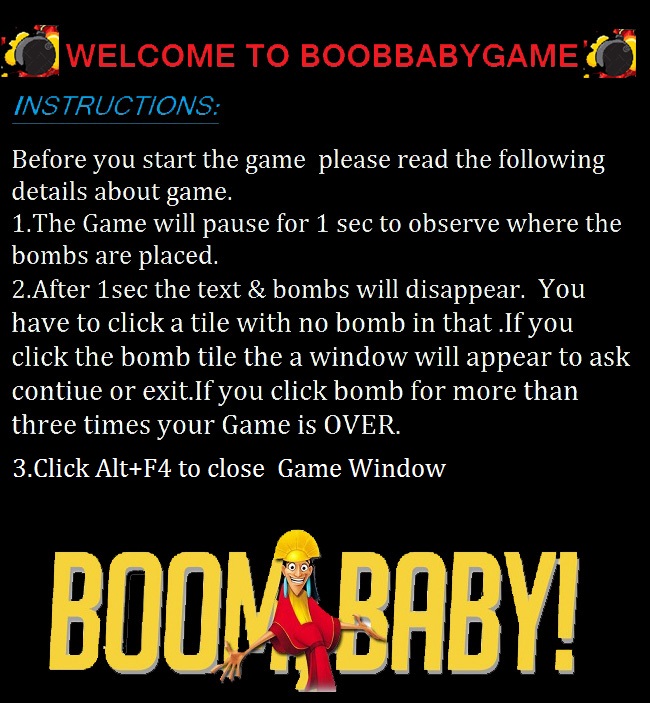 WELCOME TO BOOBBABYGAME
INSTRUCTIONS:
Before you start the game  please read the following
details about game.
1.The Game will pause for 1 sec to observe where the
bombs are placed.
2.After 1sec the text & bombs will disappear.  You
have to click a tile with no bomb in that .If you
click the bomb tile the a window will appear to ask
contiue or exit.If you click bomb for more than
three times your Game is OVER.
3.Click Alt+F4 to close  Game Window
BOOM, BABY!